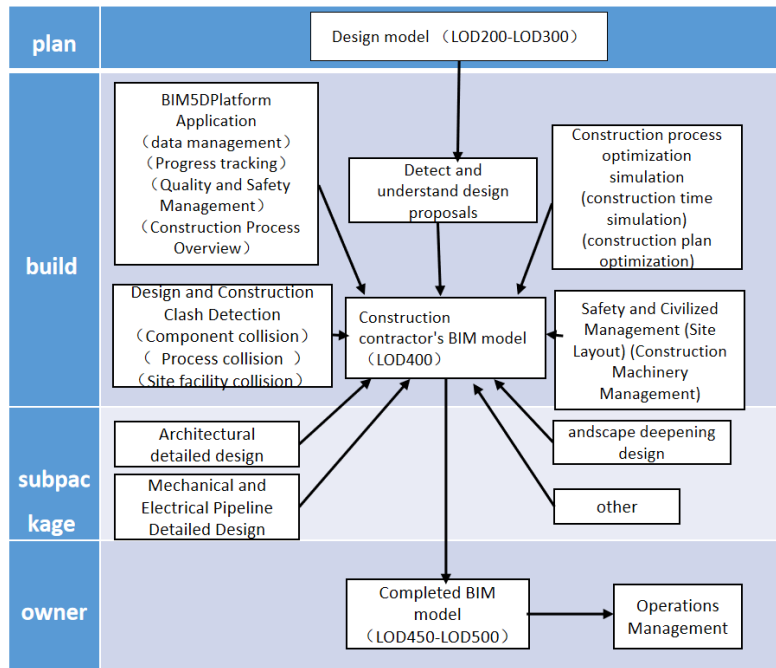 plan
Design model （LOD200-LOD300）
build
BIM5DPlatform
Application
（data management）
（Progress tracking）
（Quality and Safety
Management）
（Construction Process
Overview）
Detect and
understand design
proposals
Construction process
optimization
simulation
(construction time
simulation)
(construction plan
optimization)
Design and Construction
Clash Detection
（Component collision）
（ Process collision ）
（Site facility collision）
Construction
contractor's BIM model
（LOD400）
Safety and Civilized
Management (Site
Layout) (Construction
Machinery
Management)
subpac
kage
Architectural
detailed design
Mechanical and
Electrical Pipeline
Detailed Design
andscape deepening
design
other
owner
Completed BIM
model
（LOD450-LOD500）
Operations
Management